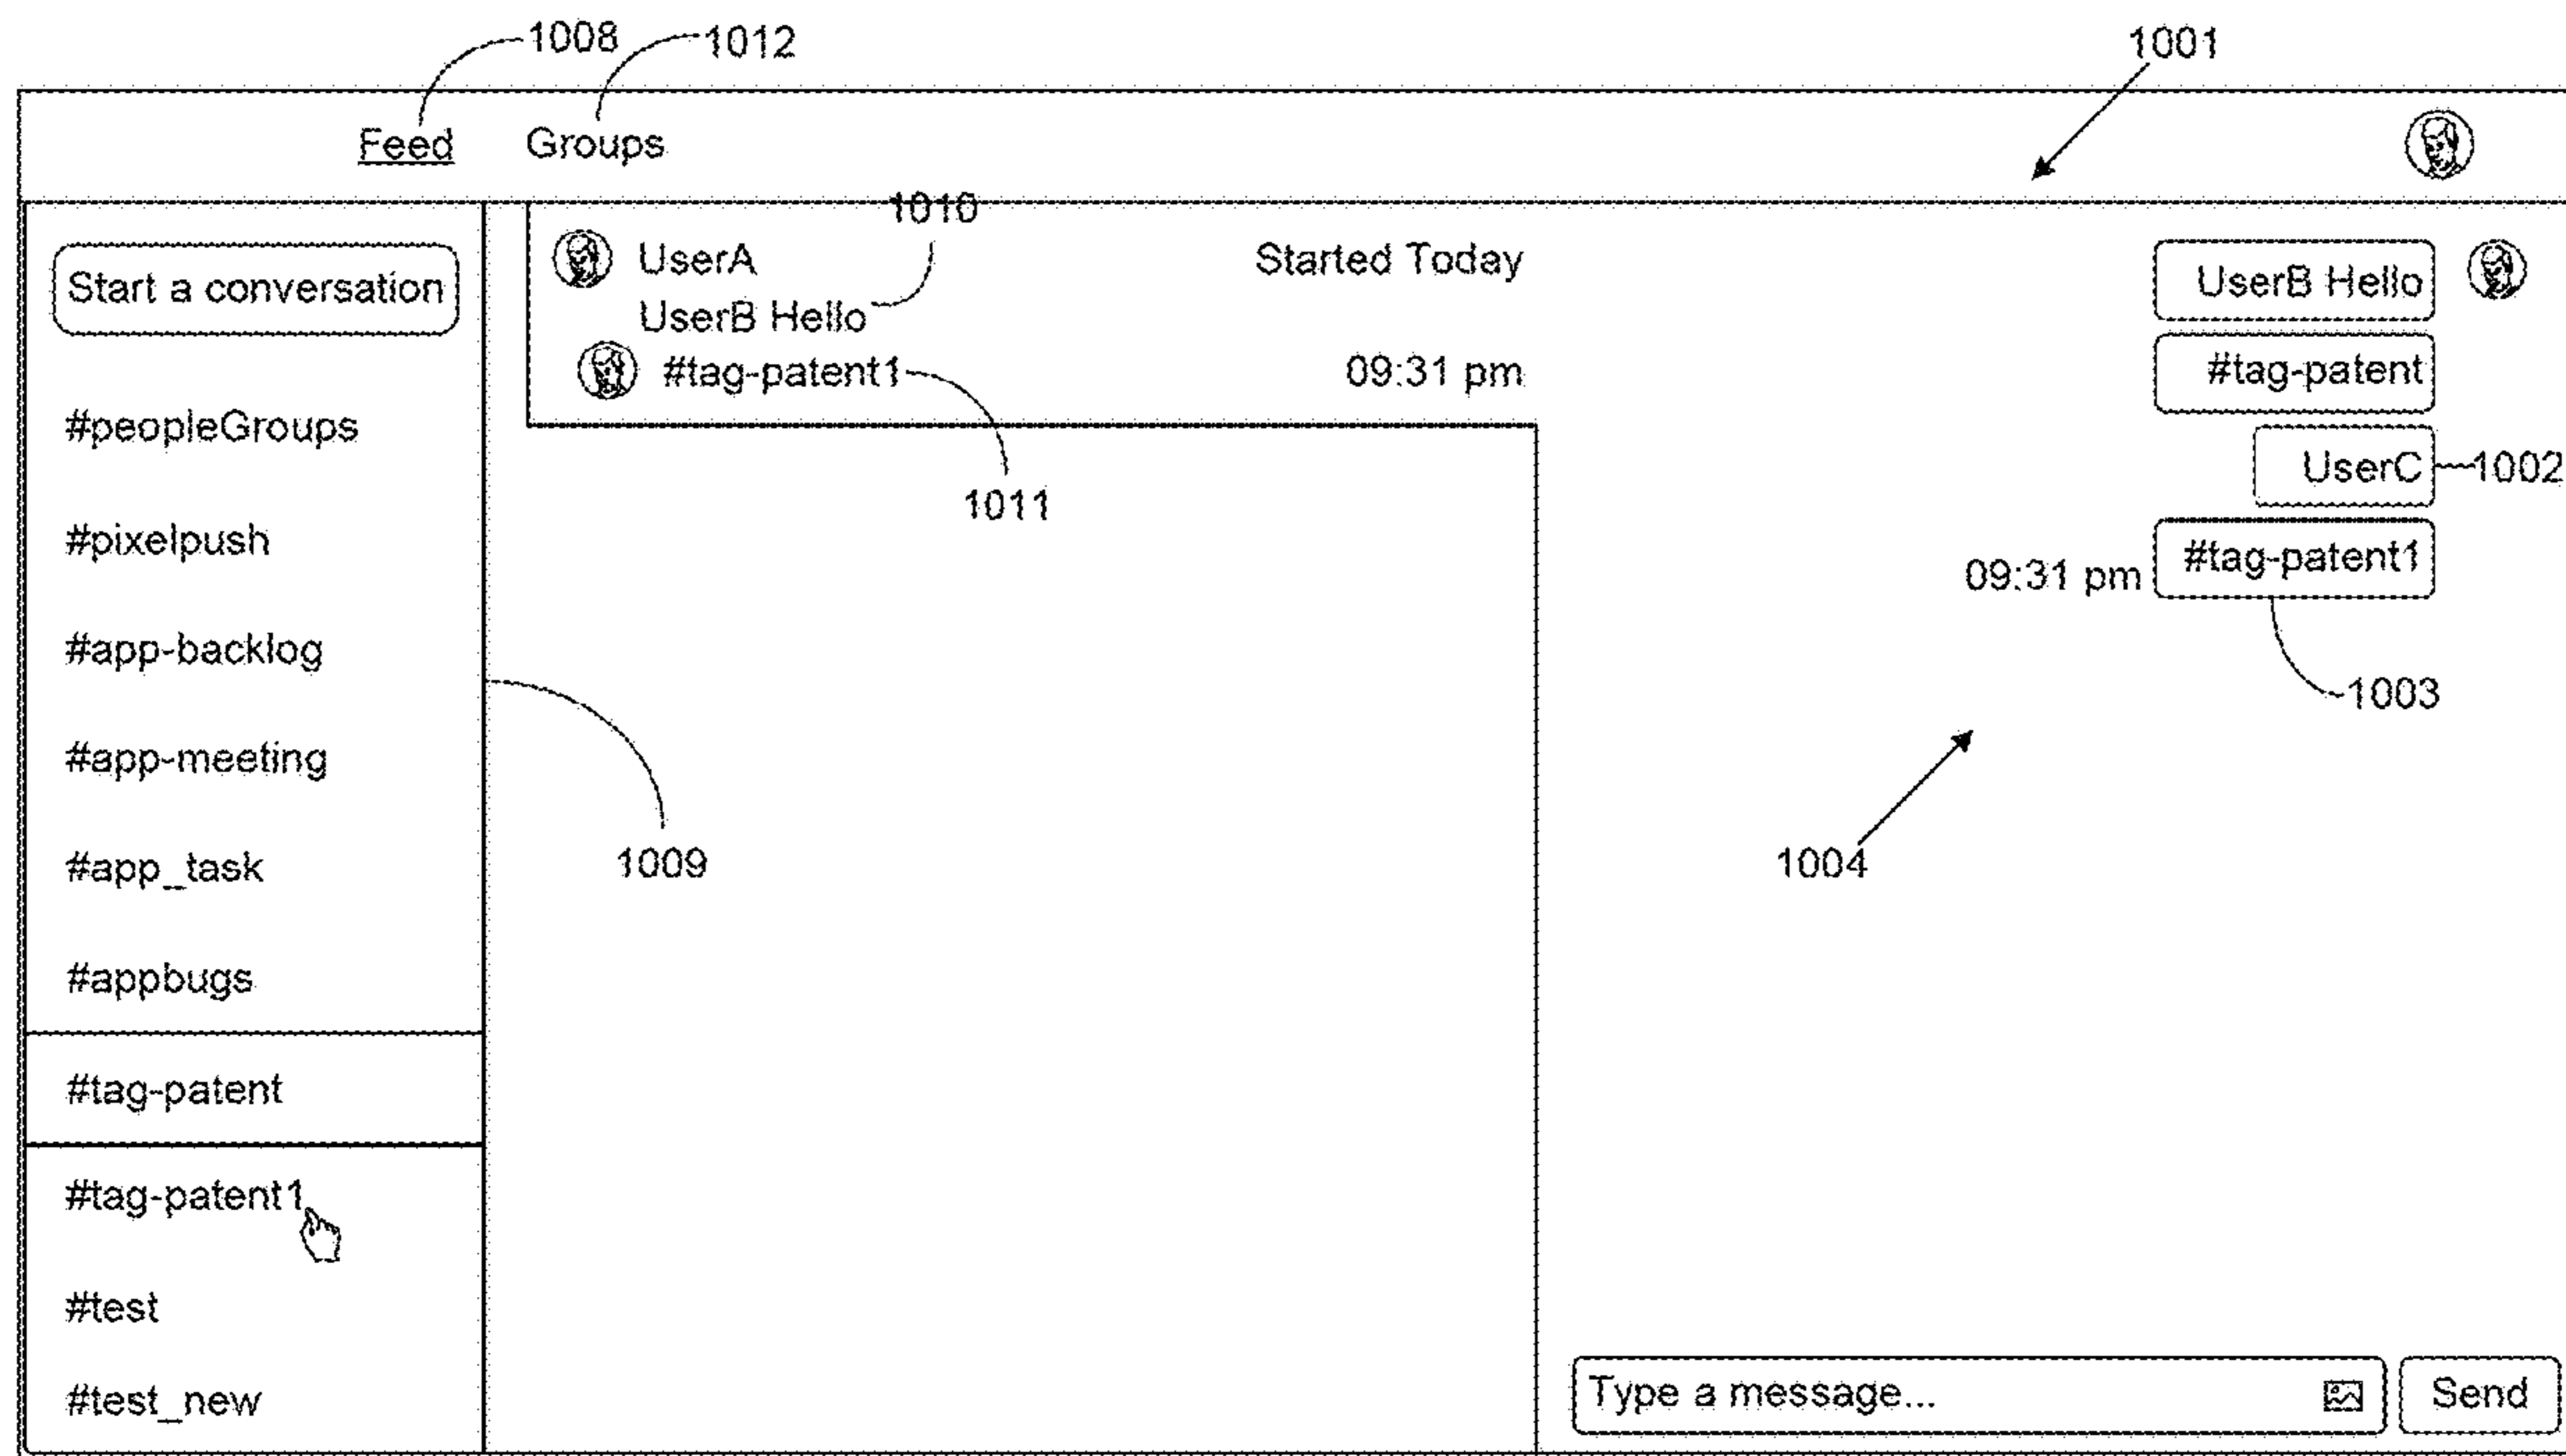 1008
1012
1001
Feed
Groups
1010
Start a conversation
#peopleGroups
#pixelpush
#app-backlog
#app-meeting
#app_task
#appbugs
#tag-patent
#tag-patent1
#test
#test_new
1009
UserA
Started Today
UserB Hello
#tag-patent1
09:31 pm
1011
UserB Hello
#tag-patent
UserC
1002
#tag-patent1
09:31 pm
1003
1004
Type a message...
Send